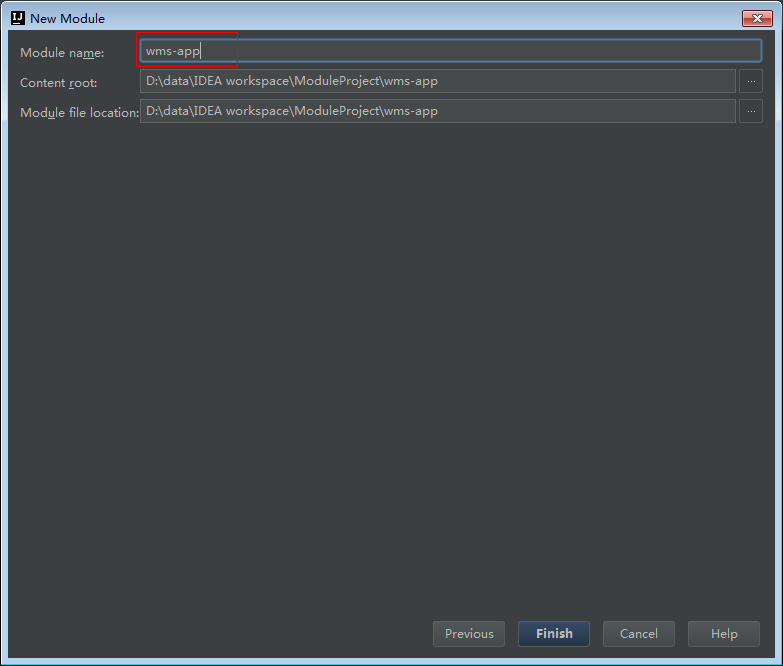 New Module
Module name: wms-app
Content root: D:\data\IDEA workspace\ModuleProject\wms-app ...
Module file location: D:\data\IDEA workspace\ModuleProject\wms-app ...
Previous Finish Cancel Help